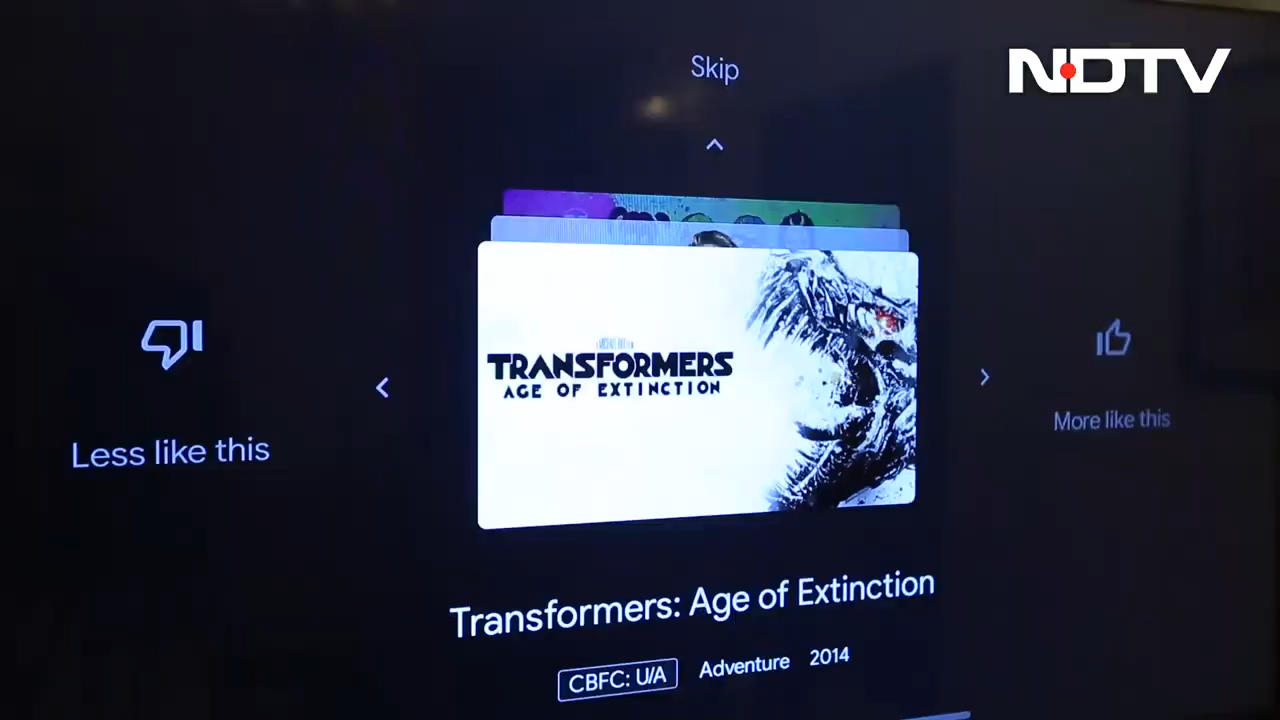 NDTV
Skip
TRANSFORMERS
AGE OF EXTINCTION
Less like this
More like this
Transformers: Age of Extinction
CBFC: U/A Adventure 2014